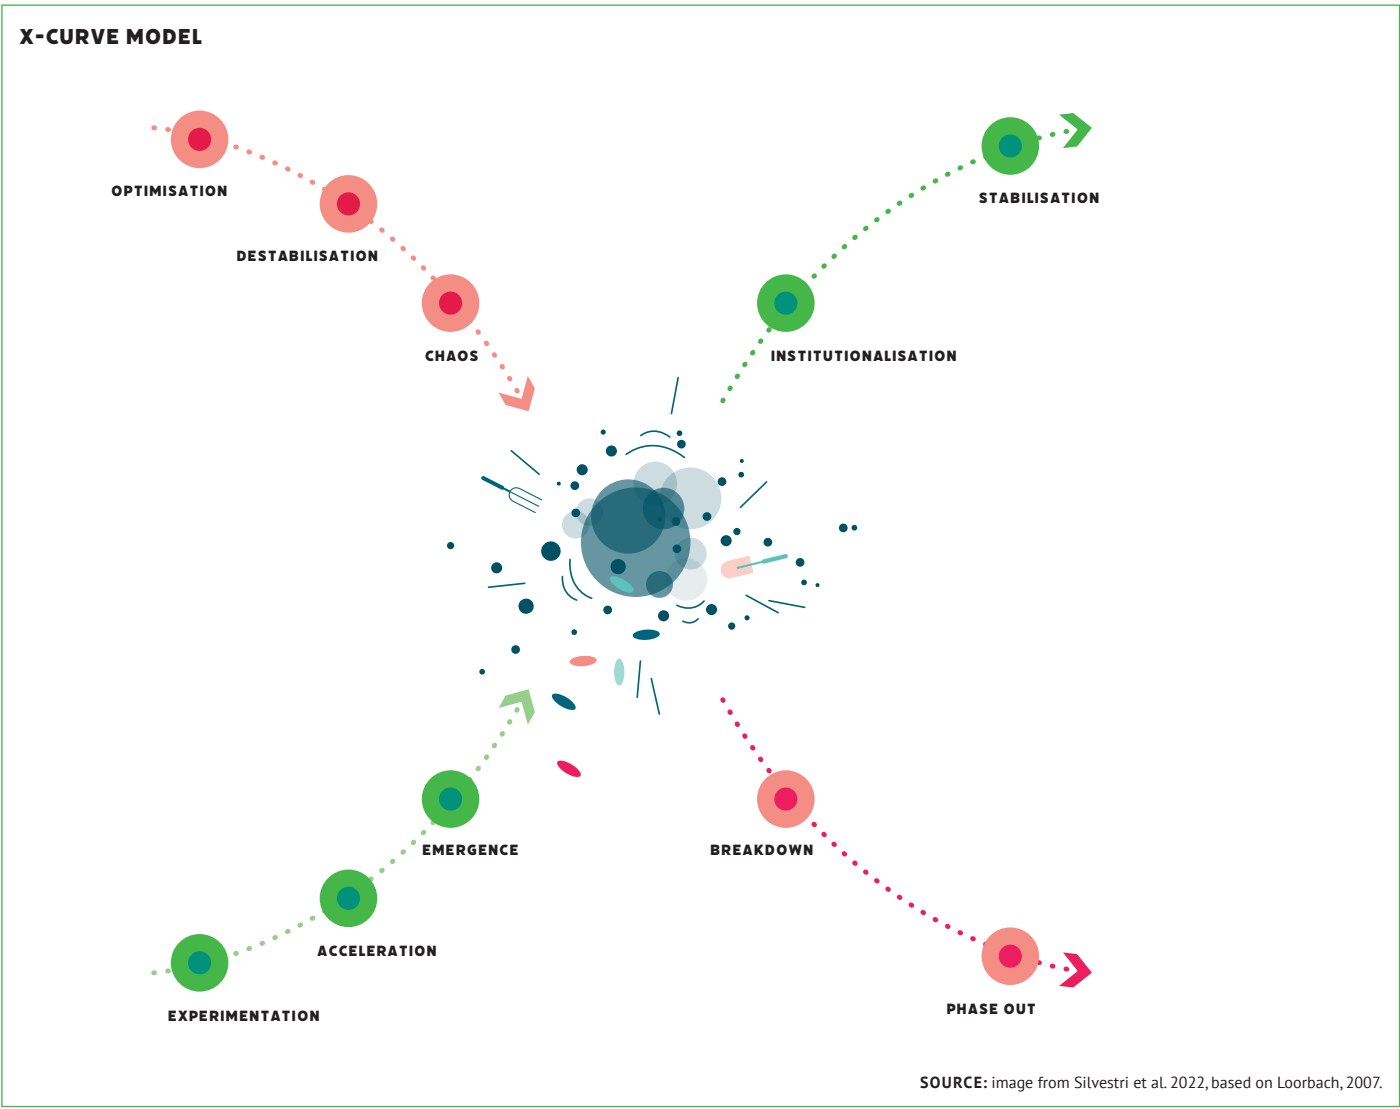 X-CURVE MODEL
OPTIMISATION
STABILISATION
DESTABILISATION
CHAOS
INSTITUTIONALISATION
EMERGENCE
BREAKDOWN
ACCELERATION
PHASE OUT
EXPERIMENTATION
SOURCE: image from Silvestri et al. 2022, based on Loorbach, 2007.